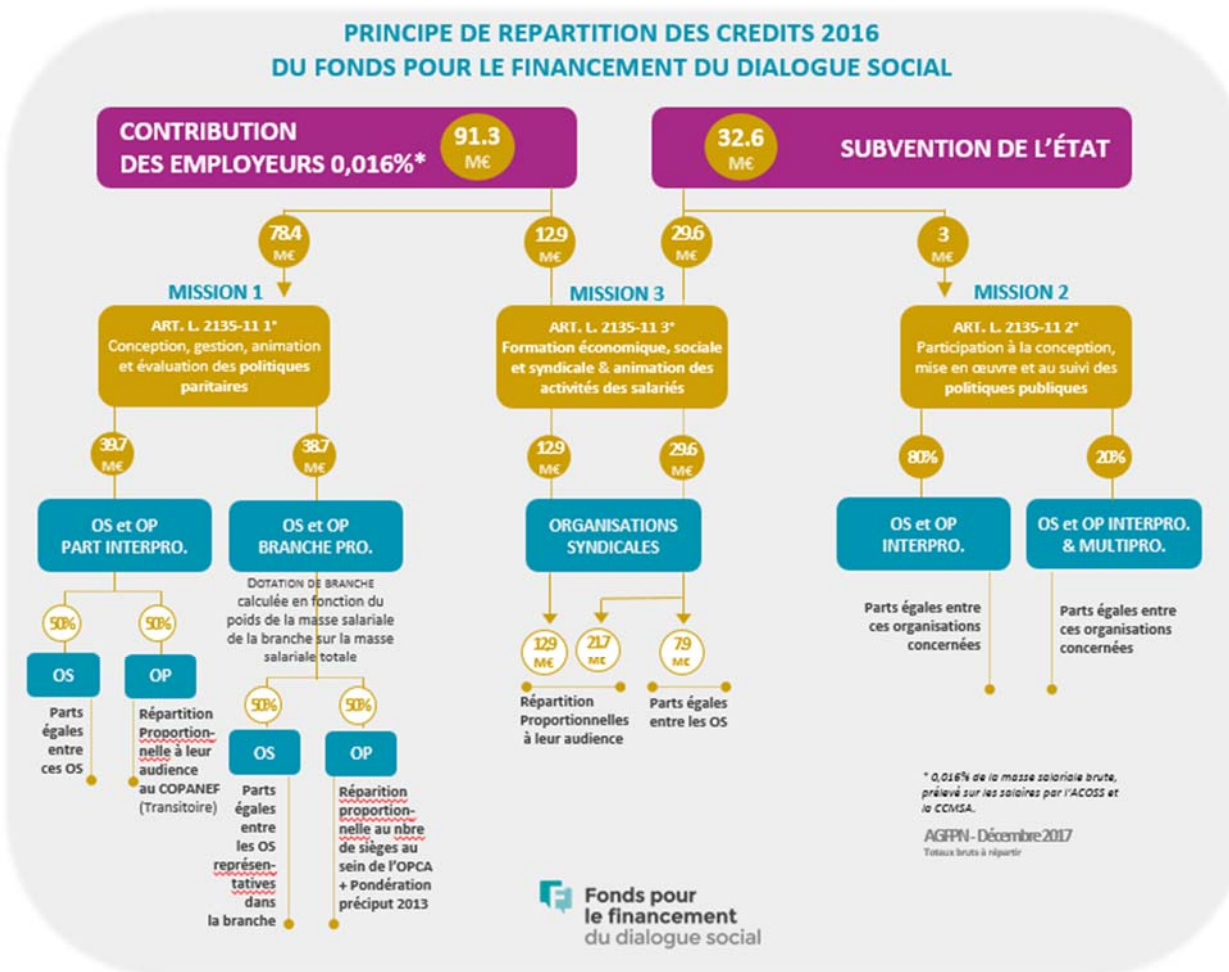 PRINCIPE DE REPARTITION DES CREDITS 2016
DU FONDS POUR LE FINANCEMENT DU DIALOGUE SOCIAL
CONTRIBUTION
DES EMPLOYEURS 0,016%*
91.3
M€
32.6
M€
SUBVENTION DE L'ÉTAT
78.4
M€
12.9
M€
29.6
M€
3
M€
MISSION 1
ART. L. 2135-11 1°
Conception, gestion, animation
et évaluation des politiques
paritaires
MISSION 3
ART. L. 2135-11 3°
Formation économique, sociale
et syndicale & animation des
activités des salariés
MISSION 2
ART. L. 2135-11 2°
Participation à la conception,
mise en œuvre et au suivi des
politiques publiques
39.7
M€
38.7
M€
12.9
M€
29.6
M€
80%
20%
OS et OP
PART INTERPRO.
OS et OP
BRANCHE PRO.
ORGANISATIONS
SYNDICALES
OS et OP
INTERPRO.
OS et OP INTERPRO.
& MULTIPRO.
DOTATION DE BRANCHE
calculée en fonction du
poids de la masse salariale
de la branche sur la masse
salariale totale
50%
50%
OS
OP
Parts
égales
entre
ces OS
Répartition
Proportion-
nelle à leur
audience
au COPANEF
(Transitoire)
50%
50%
OS
OP
Parts
égales
entre
les OS
représen-
tatives
dans
la branche
Réparition
proportion-
nelle au nbre
de sièges au
sein de l'OPCA
+ Pondération
préciput 2013
12,9
M€
21.7
M€
7.9
M€
Répartition
Proportionnelles
à leur audience
Parts égales
entre les OS
Parts égales entre
ces organisations
concernées
Parts égales entre
ces organisations
concernées
* 0,016% de la masse salariale brute,
prélevé sur les salaires par l'ACOSS et
la CCMSA.
AGFPN - Décembre 2017
Totaux bruts à répartir
Fonds pour
le financement
du dialogue social